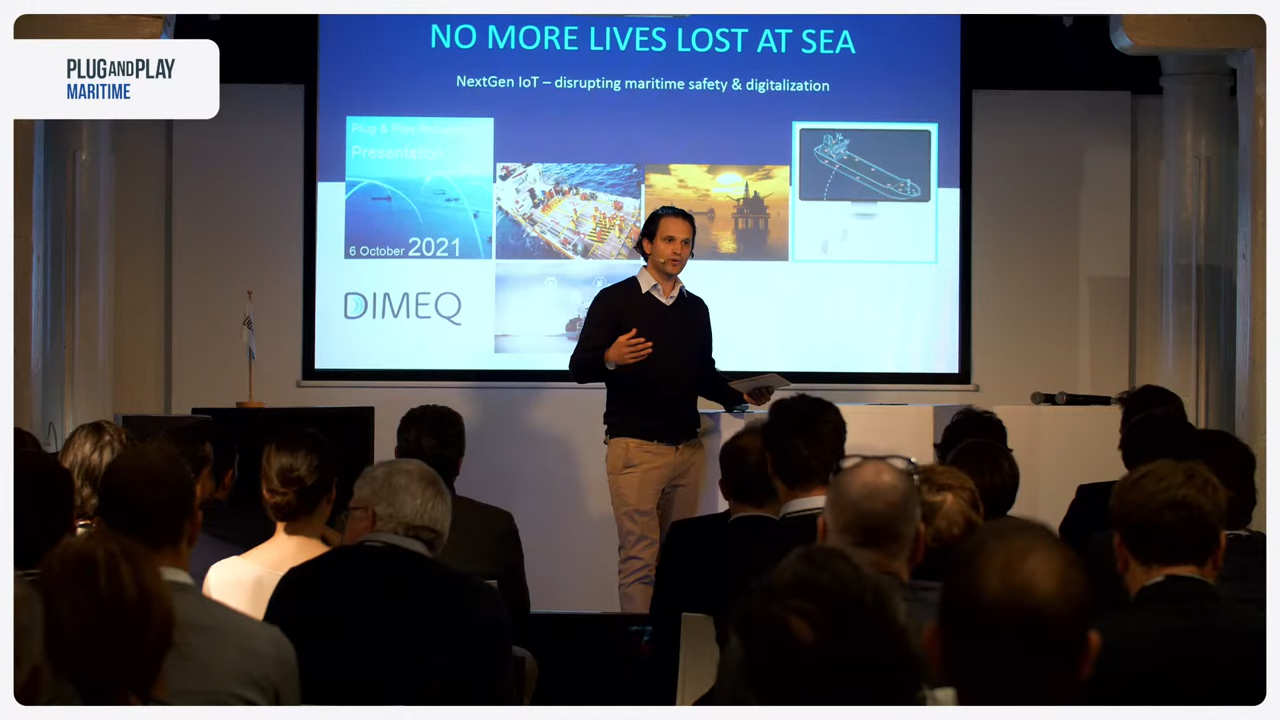 PLUGANDPLAY
MARITIME
NO MORE LIVES LOST AT SEA
NextGen IoT – disrupting maritime safety & digitalization
Plug & Play
Presentation
6 October 2021
DIMEQ